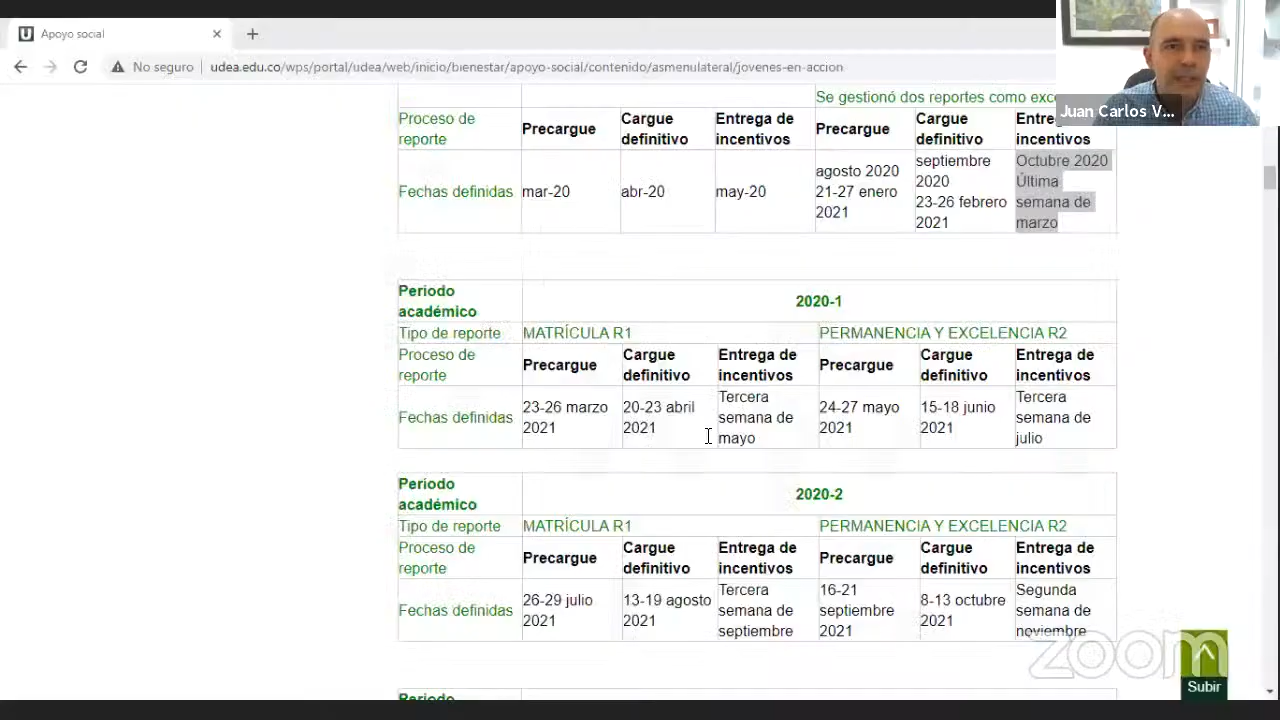 Apoyo social
No seguro
udea.edu.co/wps/portal/udea/web/inicio/bienestar/apoyo-social/contenido/asmenulateral/jovenes-en-accion
Juan Carlos V...
Se gestionó dos reportes como
Proceso de reporte
Precargue
Cargue definitivo
Entrega de incentivos
Precargue
Cargue definitivo
incentivos
Fechas definidas
mar-20
abr-20
may-20
agosto 2020
21-27 enero
2021
septiembre
2020
23-26 febrero
2021
Octubre 2020
Última
semana de
marzo
Período
académico
2020-1
Tipo de reporte
MATRÍCULA R1
PERMANENCIA Y EXCELENCIA R2
Proceso de
reporte
Precargue
Cargue
definitivo
Entrega de
incentivos
Precargue
Cargue
definitivo
Entrega de
incentivos
Fechas definidas
23-26 marzo
2021
20-23 abril
2021
Tercera
semana de
mayo
24-27 mayo
2021
15-18 junio
2021
Tercera
semana de
julio
Período
académico
2020-2
Tipo de reporte
MATRÍCULA R1
PERMANENCIA Y EXCELENCIA R2
Proceso de
reporte
Precargue
Cargue
definitivo
Entrega de
incentivos
Precargue
Cargue
definitivo
Entrega de
incentivos
Fechas definidas
26-29 julio
2021
13-19 agosto
2021
Tercera
semana de
septiembre
16-21
septiembre
2021
8-13 octubre
2021
Segunda
semana de
noviembre
zoom
Subir
Período